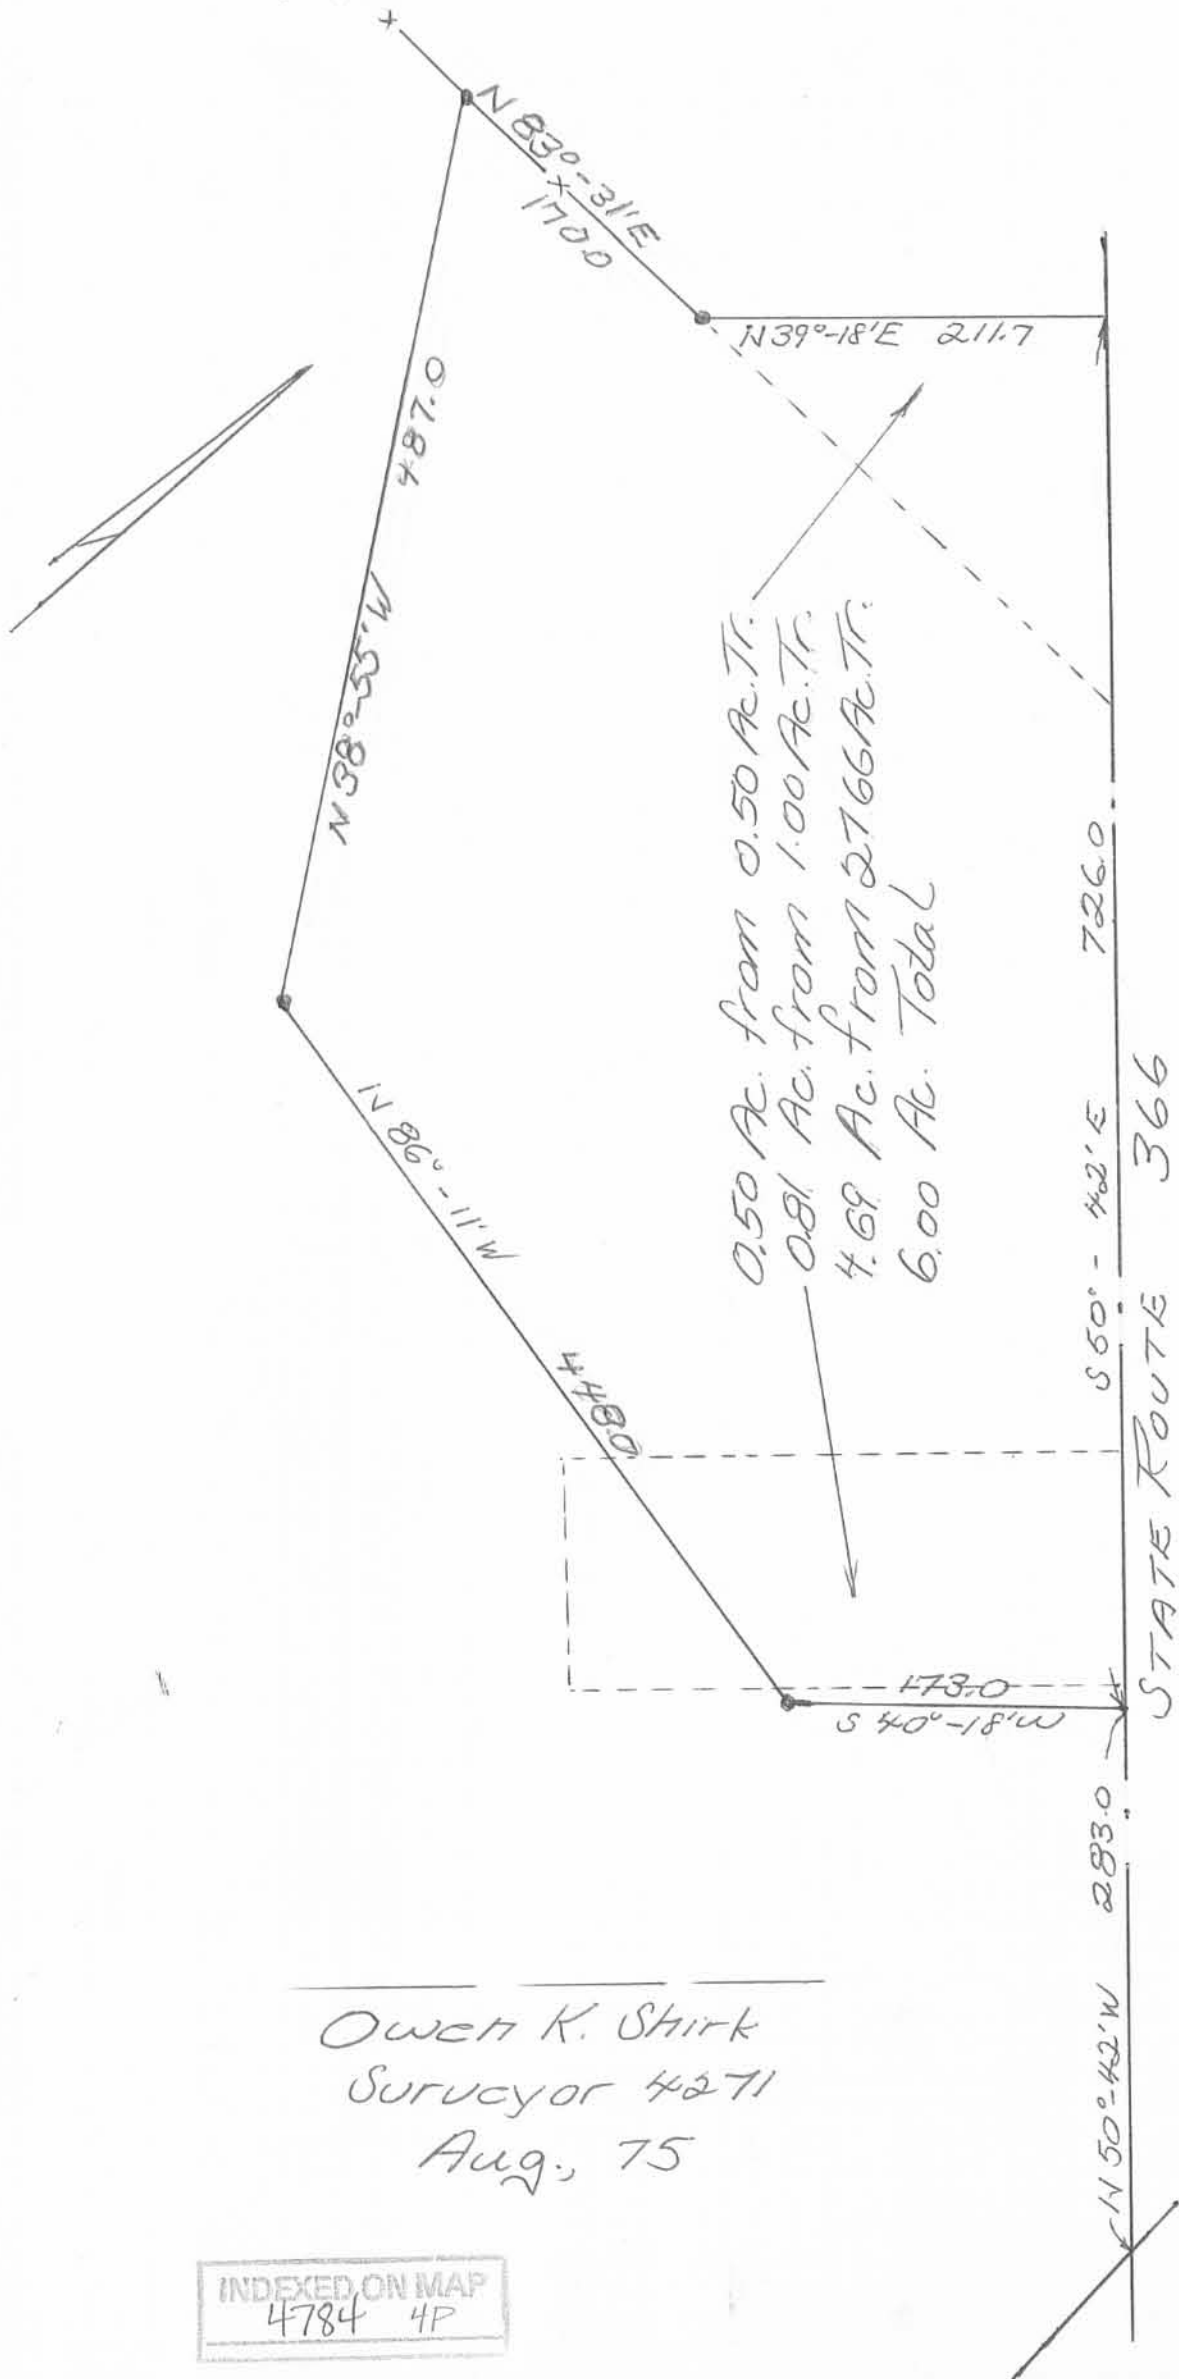 N 83°-31'E
170.0
N39°-18'E 211.7
487.0
N38°-55'W
0.50 Ac. from 0.50 Ac. Tr.
0.81 Ac. from 1.00 Ac. Tr.
4.69 Ac. from 27.66 Ac. Tr.
6.00 Ac. Total
N 86°-11'W
448.0
S 50°-42'E 726.0
STATE ROUTE 366
173.0
S 40°-18'W
N 50°-42'W 283.0
Owen K. Shirk
Surveyor 4271
Aug., 75
INDEXED ON MAP
4784 4P